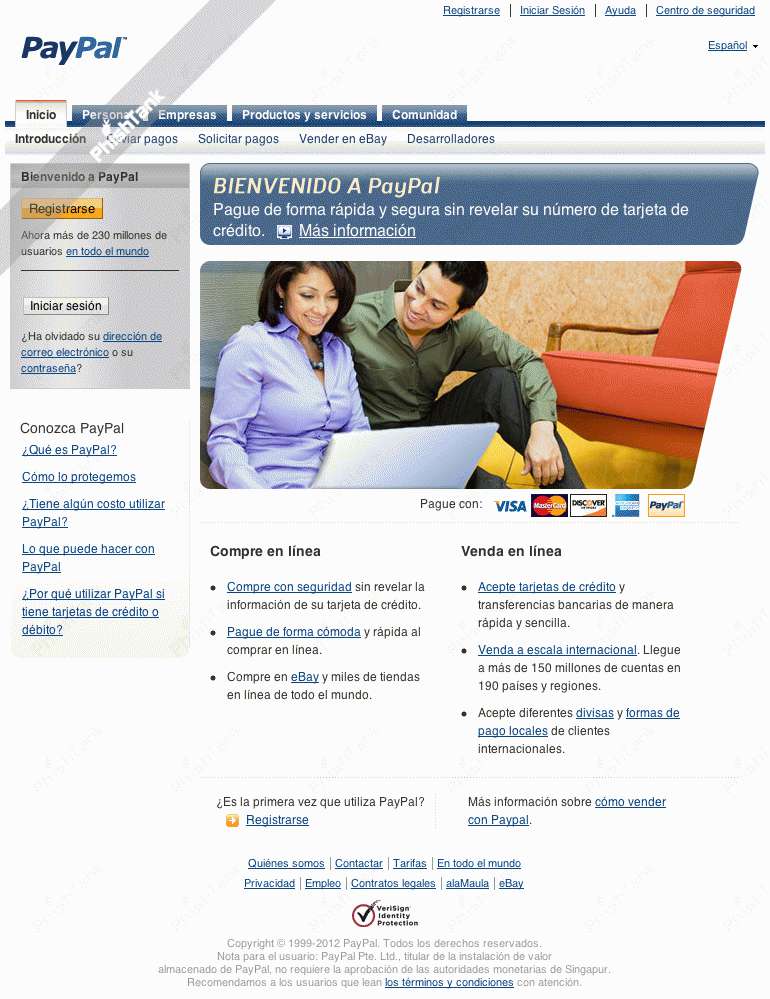 Registrarse | Iniciar Sesión | Ayuda | Centro de seguridad
PayPal™
Español
Inicio Persona Empresas Productos y servicios Comunidad
PhishTank
Introducción Enviar pagos Solicitar pagos Vender en eBay Desarrolladores
Bienvenido a PayPal
Registrarse
Ahora más de 230 millones de
usuarios en todo el mundo
Iniciar sesión
¿Ha olvidado su dirección de
correo electrónico o su
contraseña?
Conozca PayPal
¿Qué es PayPal?
Cómo lo protegemos
¿Tiene algún costo utilizar
PayPal?
Lo que puede hacer con
PayPal
¿Por qué utilizar PayPal si
tiene tarjetas de crédito o
débito?
BIENVENIDO A PayPal
Pague de forma rápida y segura sin revelar su número de tarjeta de
crédito. Más información
Pague con: VISA MasterCard DISCOVER PayPal
Compre en línea
Compre con seguridad sin revelar la
información de su tarjeta de crédito.
Pague de forma cómoda y rápida al
comprar en línea.
Compre en eBay y miles de tiendas
en línea de todo el mundo.
Venda en línea
Acepte tarjetas de crédito y
transferencias bancarias de manera
rápida y sencilla.
Venda a escala internacional. Llegue
a más de 150 millones de cuentas en
190 países y regiones.
Acepte diferentes divisas y formas de
pago locales de clientes
internacionales.
¿Es la primera vez que utiliza PayPal?
Registrarse
Más información sobre cómo vender
con Paypal.
Quiénes somos | Contactar | Tarifas | En todo el mundo
Privacidad | Empleo | Contratos legales | alaMaula | eBay
VeriSign
Identity
Protection
Copyright © 1999-2012 PayPal. Todos los derechos reservados.
Nota para el usuario: PayPal Pte. Ltd., titular de la instalación de valor
almacenado de PayPal, no requiere la aprobación de las autoridades monetarias de Singapur.
Recomendamos a los usuarios que lean los términos y condiciones con atención.